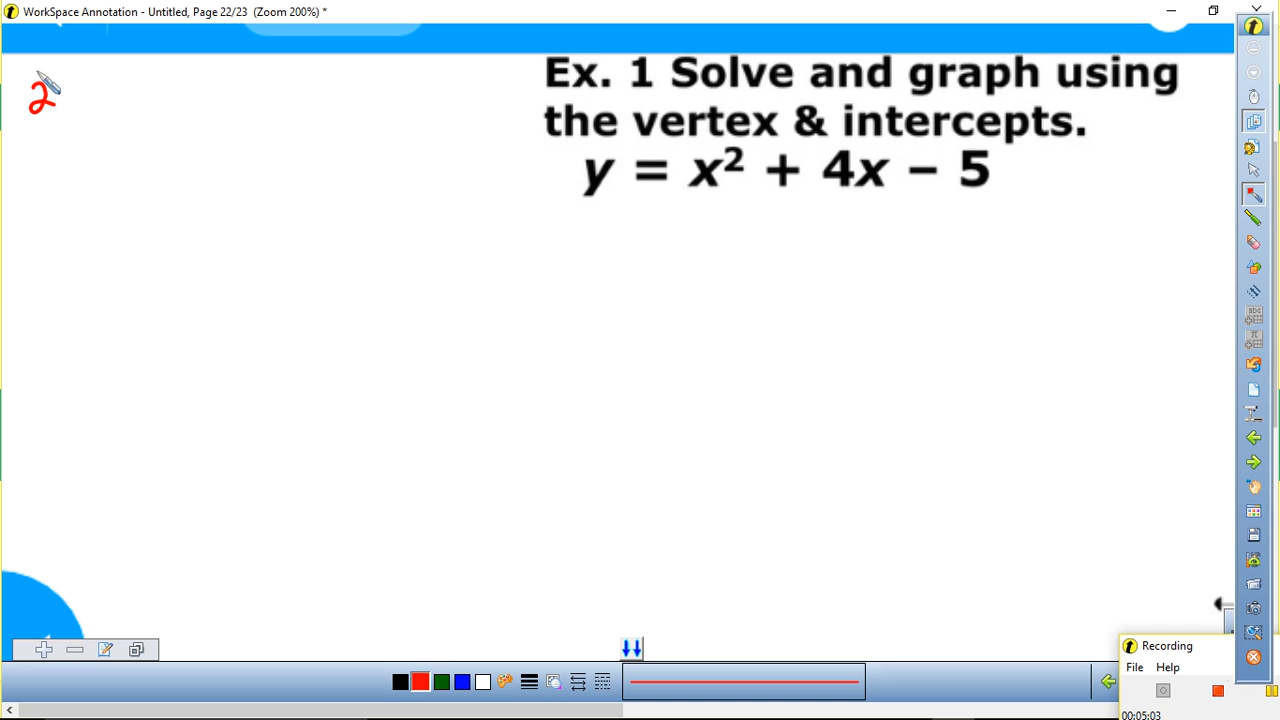 WorkSpace Annotation - Untitled, Page 22/23 (Zoom 200%) *
2
Ex. 1 Solve and graph using
the vertex & intercepts.
y = x² + 4x – 5
Recording
File Help
00:05:03